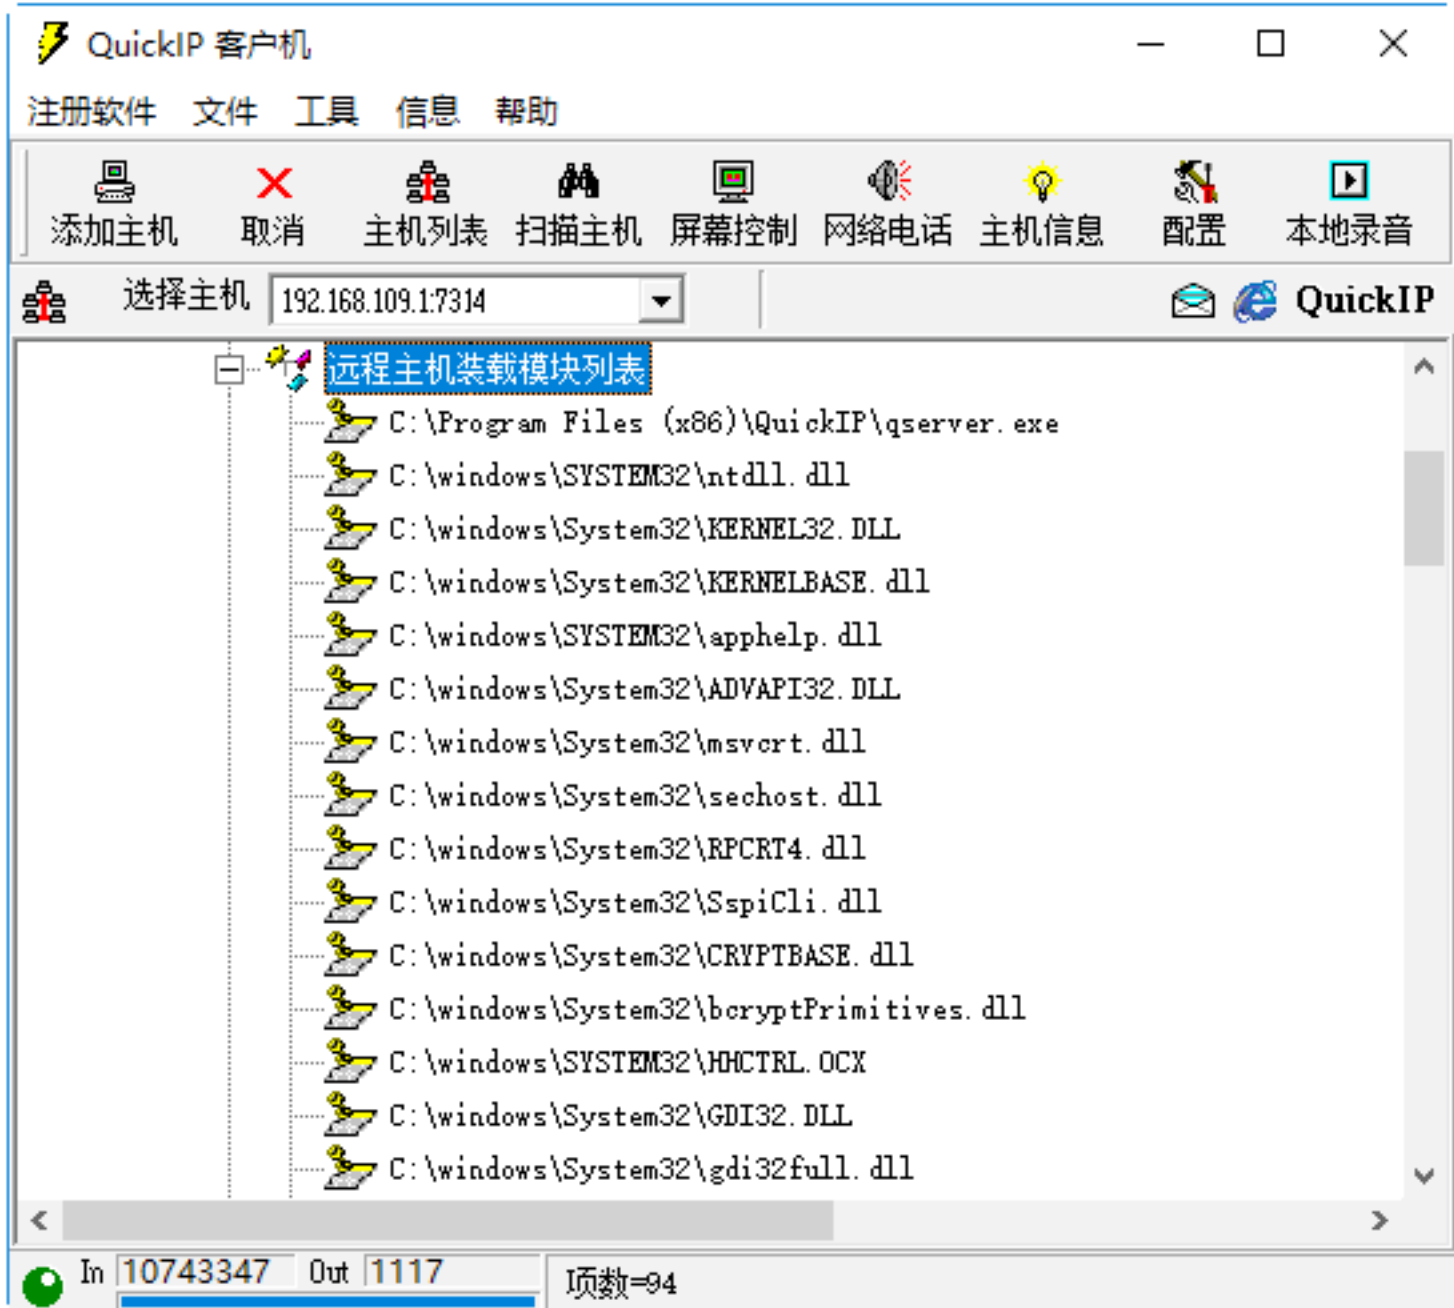 QuickIP 客户机
注册软件 文件 工具 信息 帮助
添加主机 取消 主机列表 扫描主机 屏幕控制 网络电话 主机信息 配置 本地录音
选择主机 192.168.109.1:7314 QuickIP
远程主机装载模块列表
C:\Program Files (x86)\QuickIP\qserver.exe
C:\windows\SYSTEM32\ntdll.dll
C:\windows\System32\KERNEL32.DLL
C:\windows\System32\KERNELBASE.dll
C:\windows\SYSTEM32\apphelp.dll
C:\windows\System32\ADVAPI32.DLL
C:\windows\System32\msvcrt.dll
C:\windows\System32\sechost.dll
C:\windows\System32\RPCRT4.dll
C:\windows\System32\SspiCli.dll
C:\windows\System32\CRYPTBASE.dll
C:\windows\System32\bcryptPrimitives.dll
C:\windows\SYSTEM32\HHCTRL.OCX
C:\windows\System32\GDI32.DLL
C:\windows\System32\gdi32full.dll
In 10743347 Out 1117 项数=94